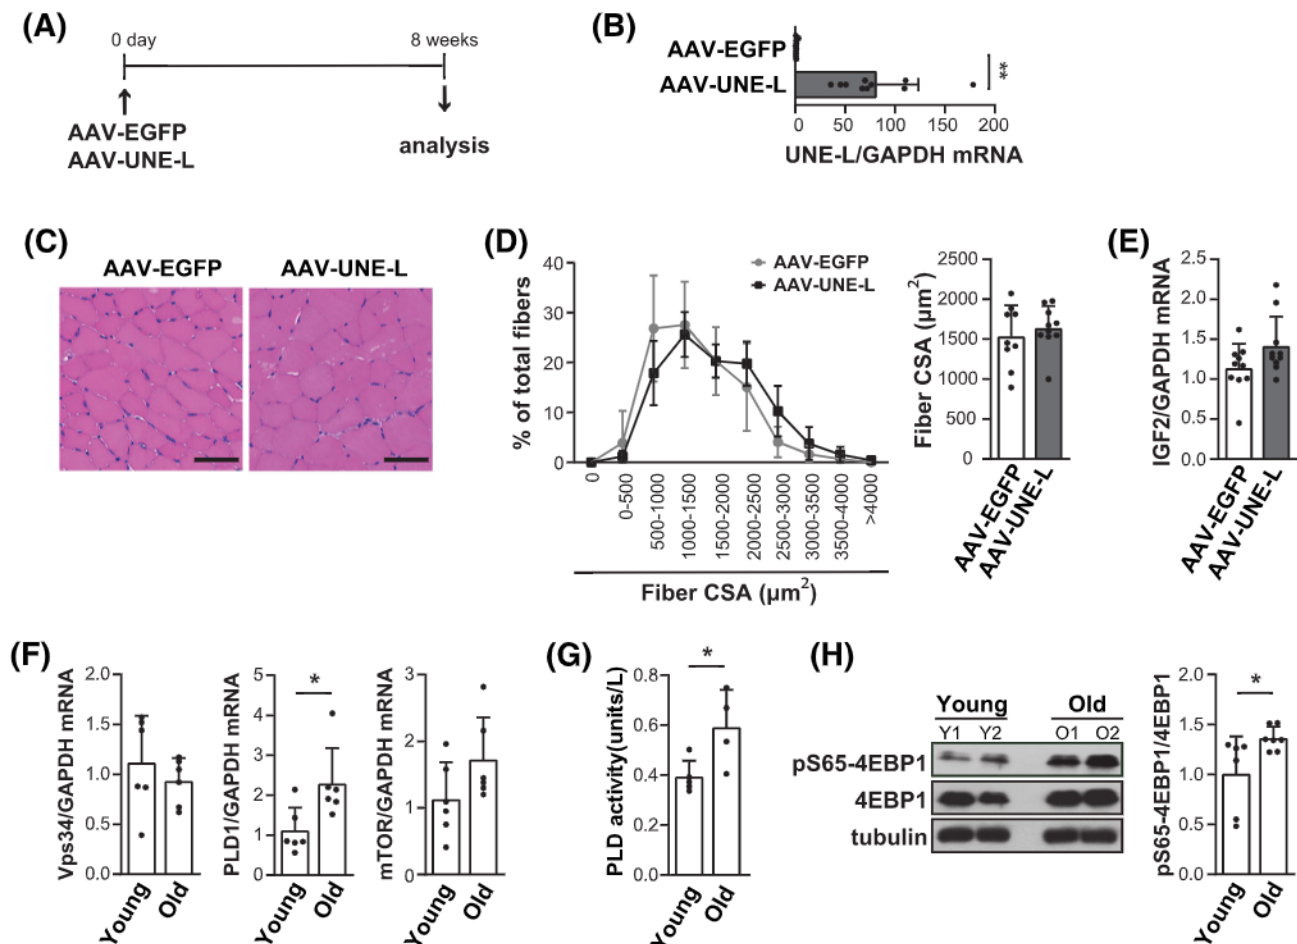 (A)
0 day
8 weeks
AAV-EGFP
AAV-UNE-L
analysis
(B)
AAV-EGFP
AAV-UNE-L
**
0 50 100 150 200
UNE-L/GAPDH mRNA
(C)
AAV-EGFP
AAV-UNE-L
(D)
% of total fibers
40
30
20
10
0
AAV-EGFP
AAV-UNE-L
0
0-500
500-1000
1000-1500
1500-2000
2000-2500
2500-3000
3000-3500
3500-4000
>4000
Fiber CSA (µm2)
Fiber CSA (µm2)
2500
2000
1500
1000
500
0
AAV-EGFP
AAV-UNE-L
(E)
IGF2/GAPDH mRNA
2.5
2.0
1.5
1.0
0.5
0.0
AAV-EGFP
AAV-UNE-L
(F)
Vps34/GAPDH mRNA
2.0
1.5
1.0
0.5
0.0
Young
Old
PLD1/GAPDH mRNA
5
4
3
2
1
0
*
Young
Old
mTOR/GAPDH mRNA
3
2
1
0
Young
Old
(G)
PLD activity(units/L)
0.8
0.6
0.4
0.2
0.0
*
Young
Old
(H)
Young Old
Y1 Y2 O1 O2
pS65-4EBP1
4EBP1
tubulin
pS65-4EBP1/4EBP1
2.0
1.5
1.0
0.5
0.0
*
Young
Old